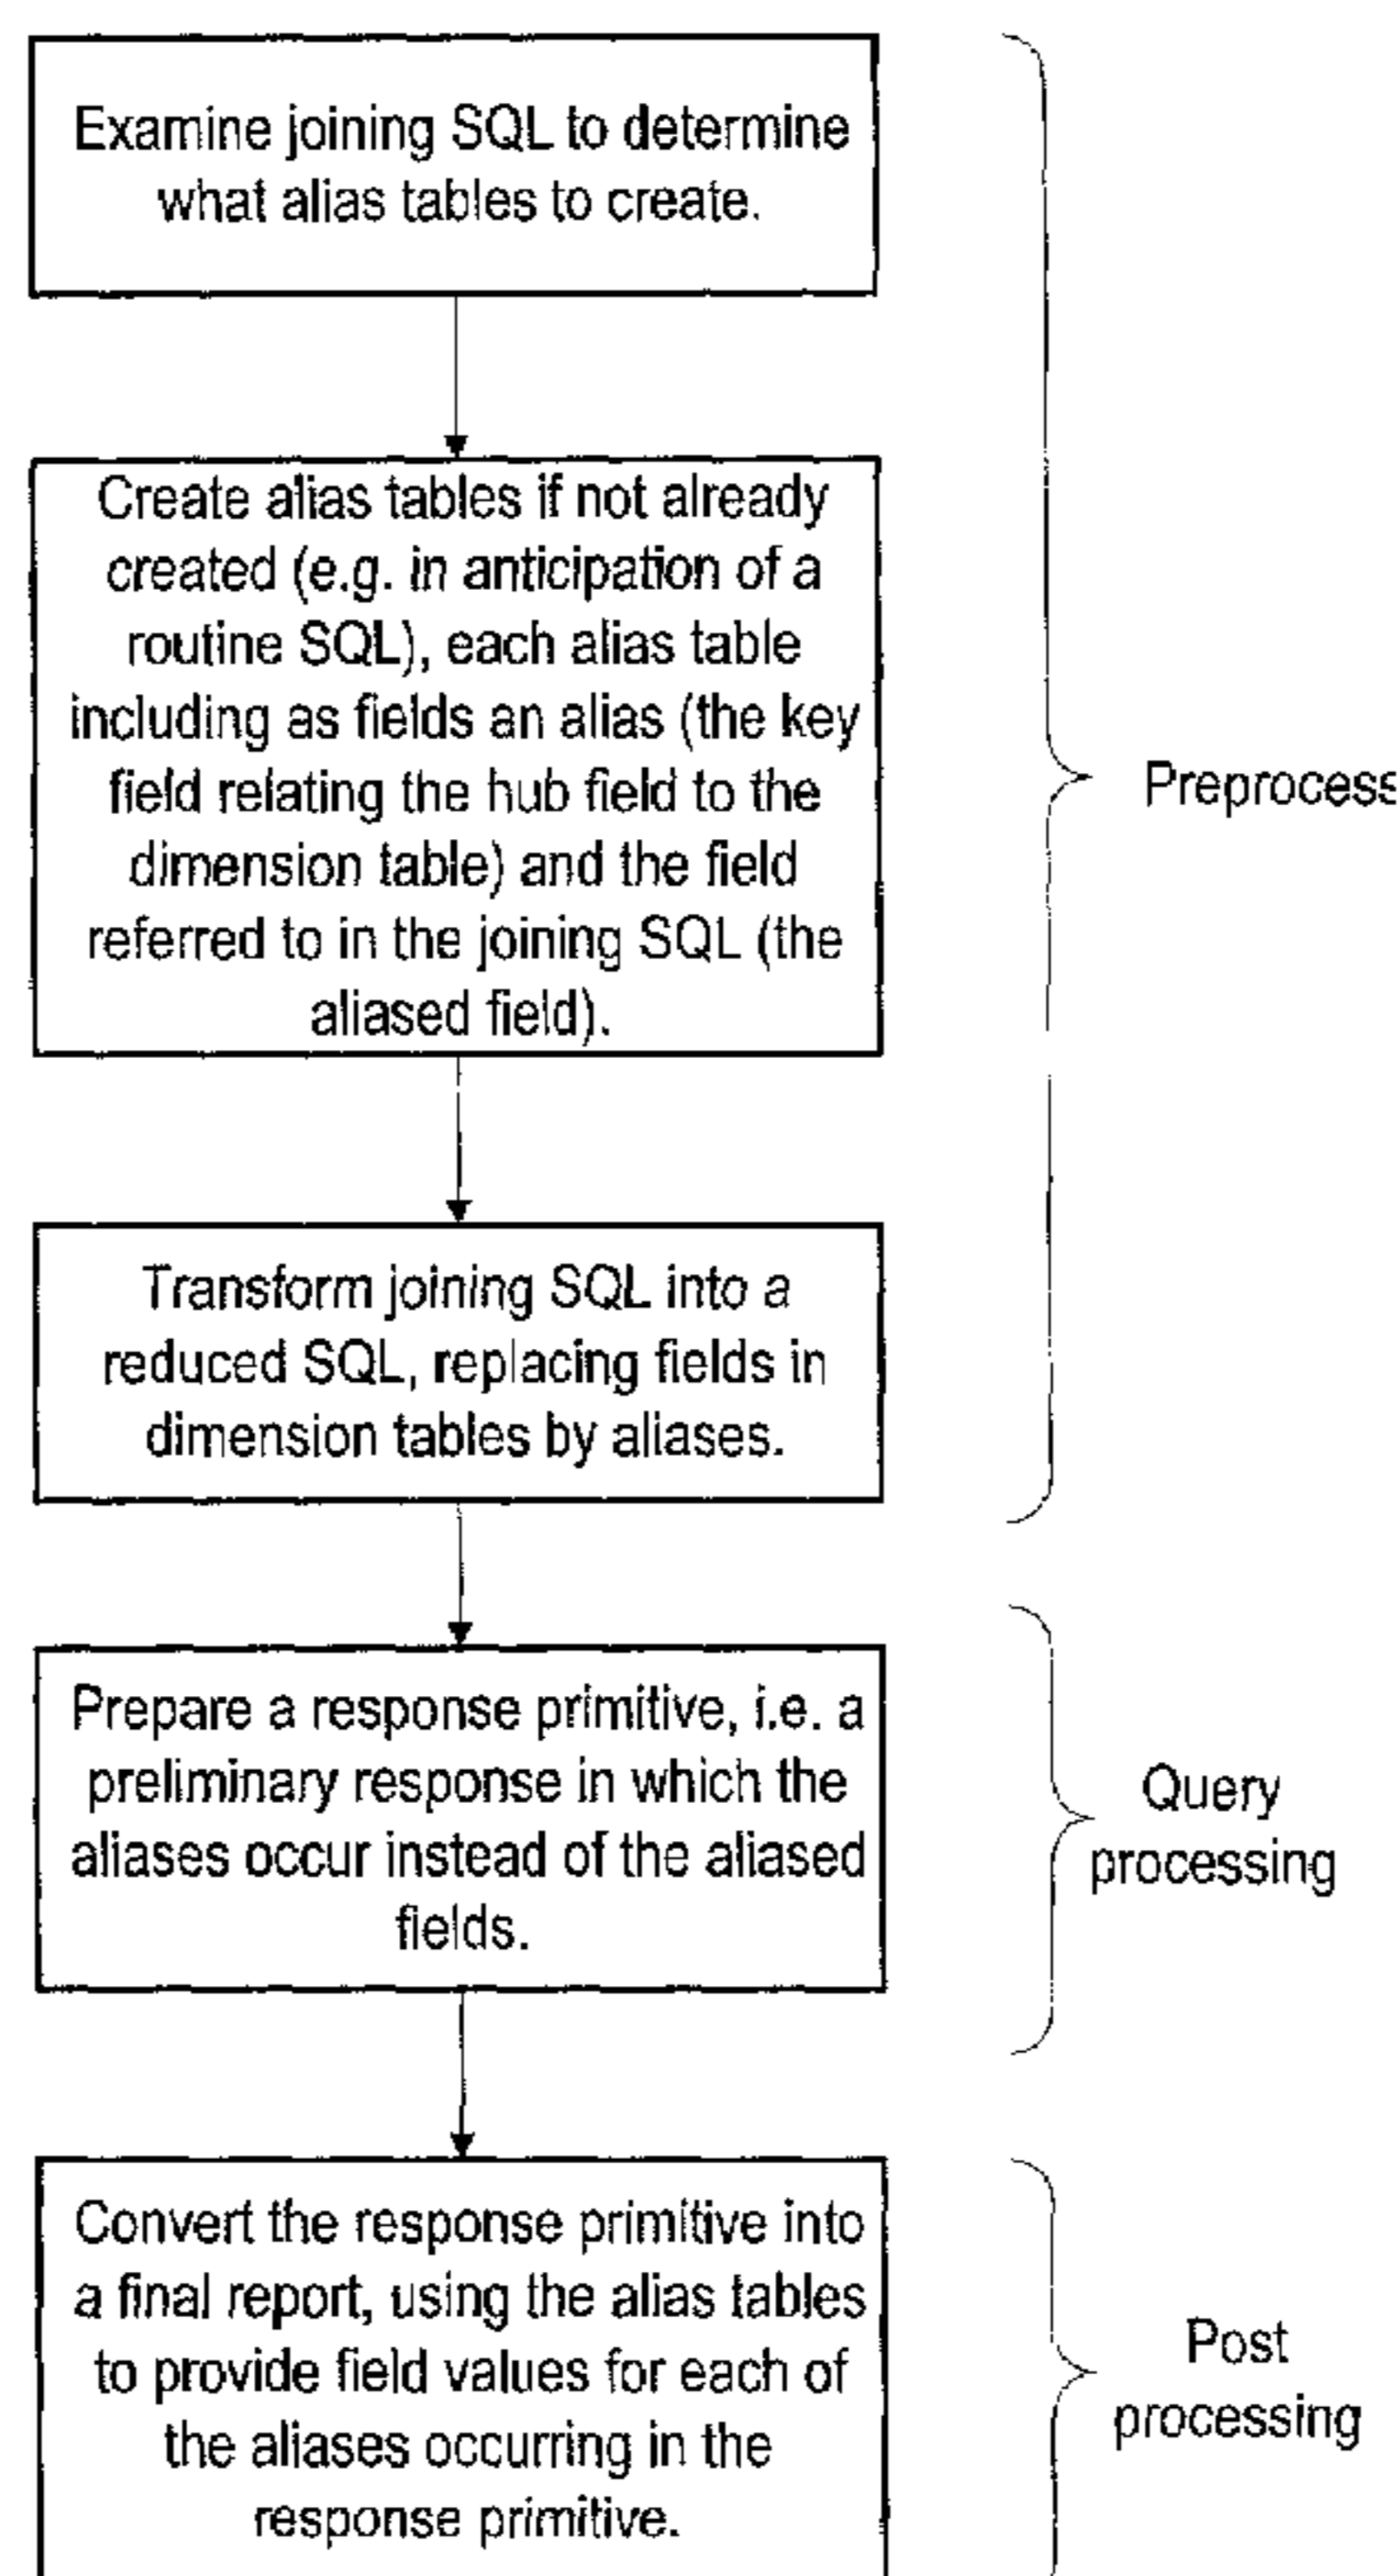 Examine joining SQL to determine
what alias tables to create.
Create alias tables if not already
created (e.g. in anticipation of a
routine SQL), each alias table
including as fields an alias (the key
field relating the hub field to the
dimension table) and the field
referred to in the joining SQL (the
aliased field).
Preprocess
Transform joining SQL into a
reduced SQL, replacing fields in
dimension tables by aliases.
Prepare a response primitive, i.e. a
preliminary response in which the
aliases occur instead of the aliased
fields.
Query
processing
Convert the response primitive into
a final report, using the alias tables
to provide field values for each of
the aliases occurring in the
response primitive.
Post
processing